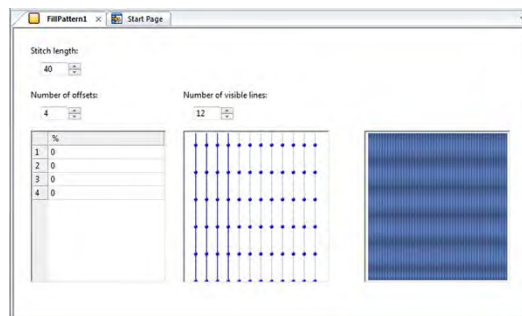 FillPattern1 × Start Page
Stitch length:
40
Number of offsets: Number of visible lines:
4 12
%
1 0
2 0
3 0
4 0